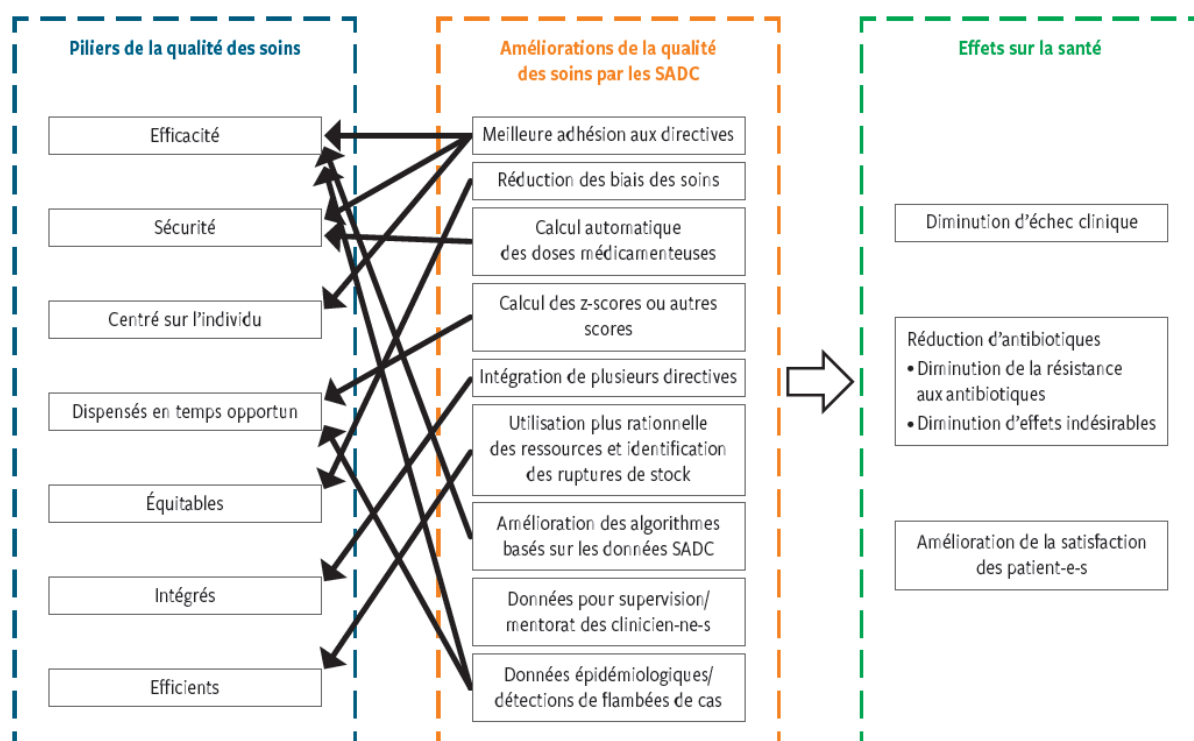 Piliers de la qualité des soins
Efficacité
Sécurité
Centré sur l'individu
Dispensés en temps opportun
Équitables
Intégrés
Efficients
Améliorations de la qualité
des soins par les SADC
Meilleure adhésion aux directives
Réduction des biais des soins
Calcul automatique
des doses médicamenteuses
Calcul des z-scores ou autres
scores
Intégration de plusieurs directives
Utilisation plus rationnelle
des ressources et identification
des ruptures de stock
Amélioration des algorithmes
basés sur les données SADC
Données pour supervision/
mentorat des clinicien-ne-s
Données épidémiologiques/
détections de flambées de cas
Effets sur la santé
Diminution d'échec clinique
Réduction d'antibiotiques
• Diminution de la résistance
aux antibiotiques
• Diminution d'effets indésirables
Amélioration de la satisfaction
des patient-e-s